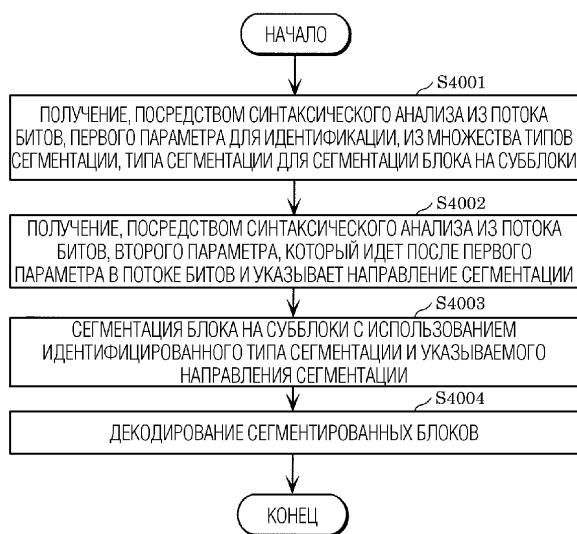 НАЧАЛО
S4001
ПОЛУЧЕНИЕ, ПОСРЕДСТВОМ СИНТАКСИЧЕСКОГО АНАЛИЗА ИЗ ПОТОКА
БИТОВ, ПЕРВОГО ПАРАМЕТРА ДЛЯ ИДЕНТИФИКАЦИИ, ИЗ МНОЖЕСТВА ТИПОВ
СЕГМЕНТАЦИИ, ТИПА СЕГМЕНТАЦИИ ДЛЯ СЕГМЕНТАЦИИ БЛОКА НА СУББЛОКИ
S4002
ПОЛУЧЕНИЕ, ПОСРЕДСТВОМ СИНТАКСИЧЕСКОГО АНАЛИЗА ИЗ ПОТОКА
БИТОВ, ВТОРОГО ПАРАМЕТРА, КОТОРЫЙ ИДЕТ ПОСЛЕ ПЕРВОГО
ПАРАМЕТРА В ПОТОКЕ БИТОВ И УКАЗЫВАЕТ НАПРАВЛЕНИЕ СЕГМЕНТАЦИИ
S4003
СЕГМЕНТАЦИЯ БЛОКА НА СУББЛОКИ С ИСПОЛЬЗОВАНИЕМ
ИДЕНТИФИЦИРОВАННОГО ТИПА СЕГМЕНТАЦИИ И УКАЗЫВАЕМОГО
НАПРАВЛЕНИЯ СЕГМЕНТАЦИИ
S4004
ДЕКОДИРОВАНИЕ СЕГМЕНТИРОВАННЫХ БЛОКОВ
КОНЕЦ